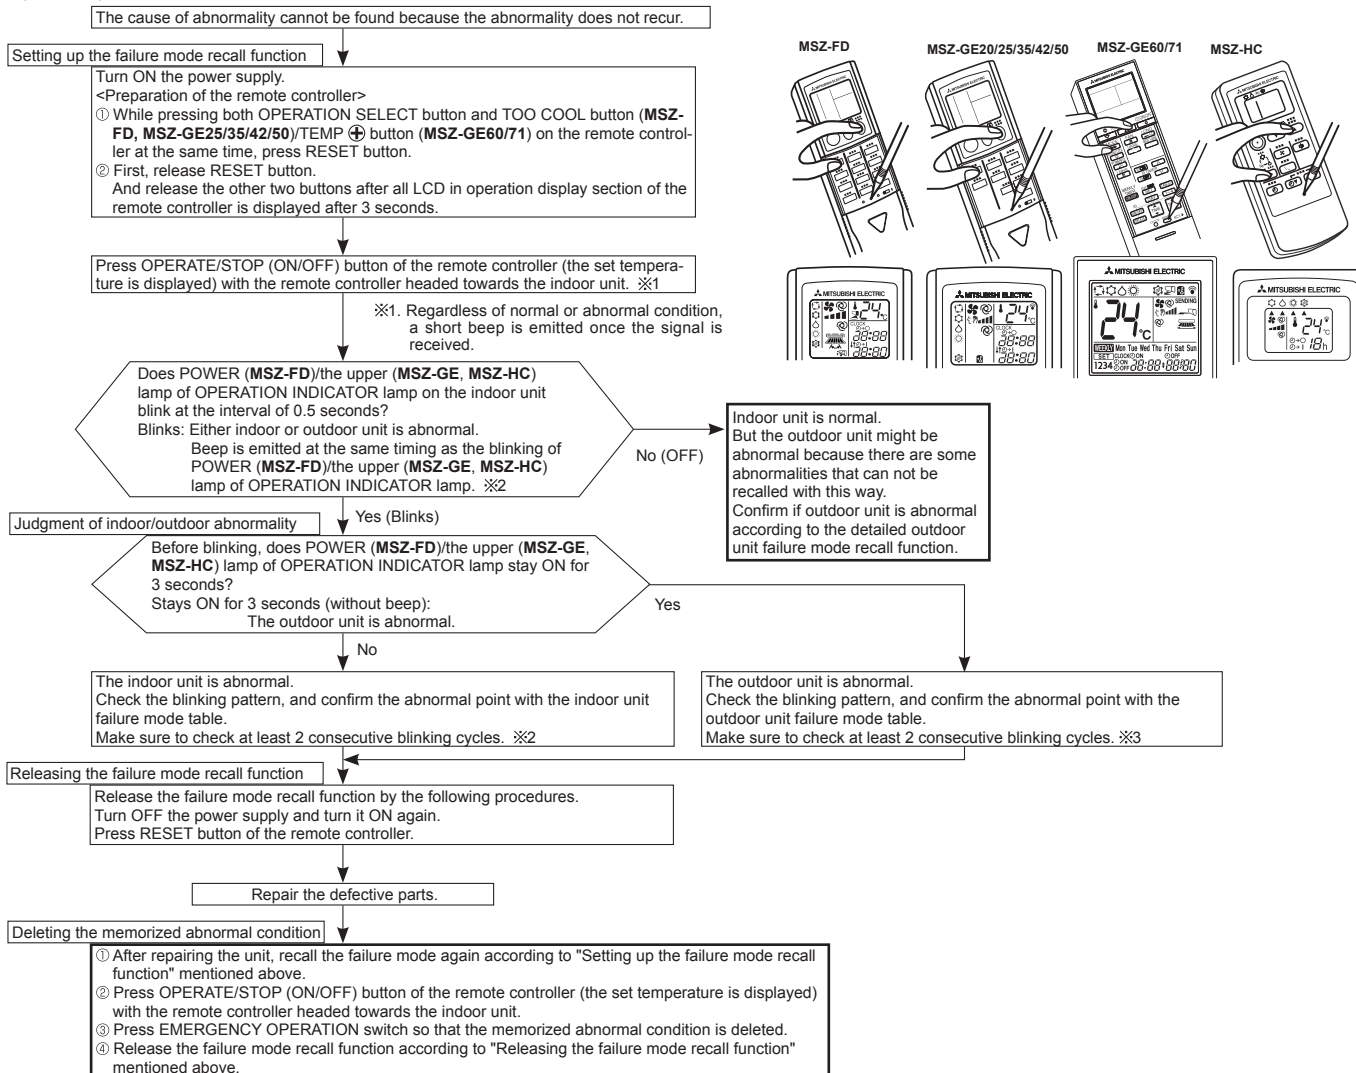 The cause of abnormality cannot be found because the abnormality does not recur.
Setting up the failure mode recall function
Turn ON the power supply.
<Preparation of the remote controller>
① While pressing both OPERATION SELECT button and TOO COOL button (MSZ-
FD, MSZ-GE25/35/42/50)/TEMP ⊕ button (MSZ-GE60/71) on the remote control-
ler at the same time, press RESET button.
② First, release RESET button.
And release the other two buttons after all LCD in operation display section of the
remote controller is displayed after 3 seconds.
Press OPERATE/STOP (ON/OFF) button of the remote controller (the set tempera-
ture is displayed) with the remote controller headed towards the indoor unit. ※1
※1. Regardless of normal or abnormal condition,
a short beep is emitted once the signal is
received.
Does POWER (MSZ-FD)/the upper (MSZ-GE, MSZ-HC)
lamp of OPERATION INDICATOR lamp on the indoor unit
blink at the interval of 0.5 seconds?
Blinks: Either indoor or outdoor unit is abnormal.
Beep is emitted at the same timing as the blinking of
POWER (MSZ-FD)/the upper (MSZ-GE, MSZ-HC)
lamp of OPERATION INDICATOR lamp. ※2
No (OFF)
Indoor unit is normal.
But the outdoor unit might be
abnormal because there are some
abnormalities that can not be
recalled with this way.
Confirm if outdoor unit is abnormal
according to the detailed outdoor
unit failure mode recall function.
Yes (Blinks)
Judgment of indoor/outdoor abnormality
Before blinking, does POWER (MSZ-FD)/the upper (MSZ-GE,
MSZ-HC) lamp of OPERATION INDICATOR lamp stay ON for
3 seconds?
Stays ON for 3 seconds (without beep):
The outdoor unit is abnormal.
Yes
No
The indoor unit is abnormal.
Check the blinking pattern, and confirm the abnormal point with the indoor unit
failure mode table.
Make sure to check at least 2 consecutive blinking cycles. ※2
The outdoor unit is abnormal.
Check the blinking pattern, and confirm the abnormal point with the
outdoor unit failure mode table.
Make sure to check at least 2 consecutive blinking cycles. ※3
Releasing the failure mode recall function
Release the failure mode recall function by the following procedures.
Turn OFF the power supply and turn it ON again.
Press RESET button of the remote controller.
Repair the defective parts.
Deleting the memorized abnormal condition
① After repairing the unit, recall the failure mode again according to "Setting up the failure mode recall
function" mentioned above.
② Press OPERATE/STOP (ON/OFF) button of the remote controller (the set temperature is displayed)
with the remote controller headed towards the indoor unit.
③ Press EMERGENCY OPERATION switch so that the memorized abnormal condition is deleted.
④ Release the failure mode recall function according to "Releasing the failure mode recall function"
mentioned above.
MSZ-FD
MSZ-GE20/25/35/42/50
MSZ-GE60/71
MSZ-HC
MITSUBISHI ELECTRIC
24°C
CLOCK
88:88
88:80
MITSUBISHI ELECTRIC
24°C
CLOCK
88:88
88:80
MITSUBISHI ELECTRIC
SENDING
24°C
WEEKLY Mon Tue Wed Thu Fri Sat Sun
SET CLOCK ON OFF
1234 ON OFF
MITSUBISHI ELECTRIC
24°C
18h